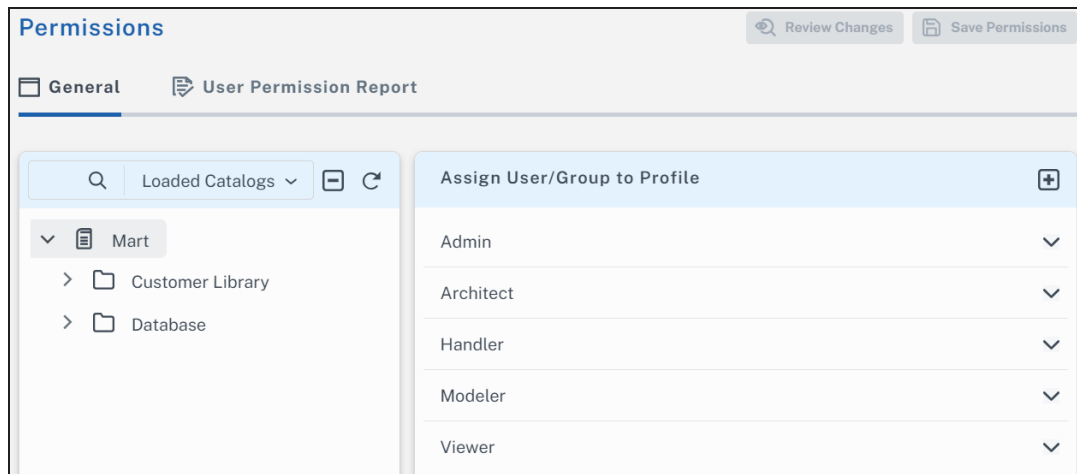 Permissions
Review Changes
Save Permissions
General
User Permission Report
Loaded Catalogs
Mart
Customer Library
Database
Assign User/Group to Profile
Admin
Architect
Handler
Modeler
Viewer